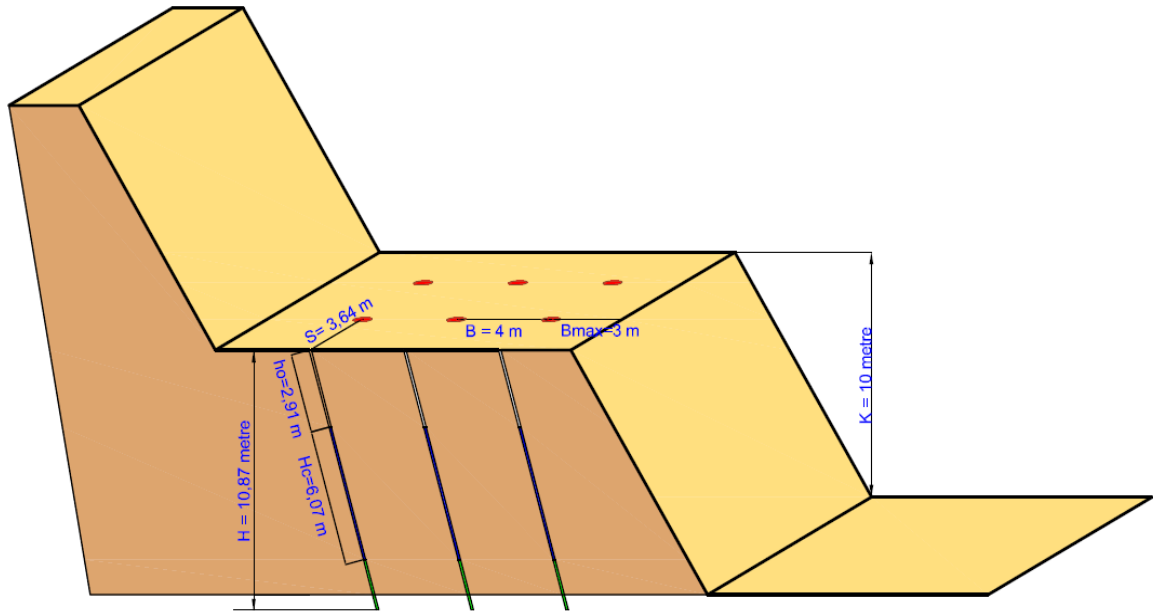 S= 3,64 m
B = 4 m
Bmax=3 m
ho=2,91 m
Hc=6,07 m
H = 10,87 metre
K = 10 metre